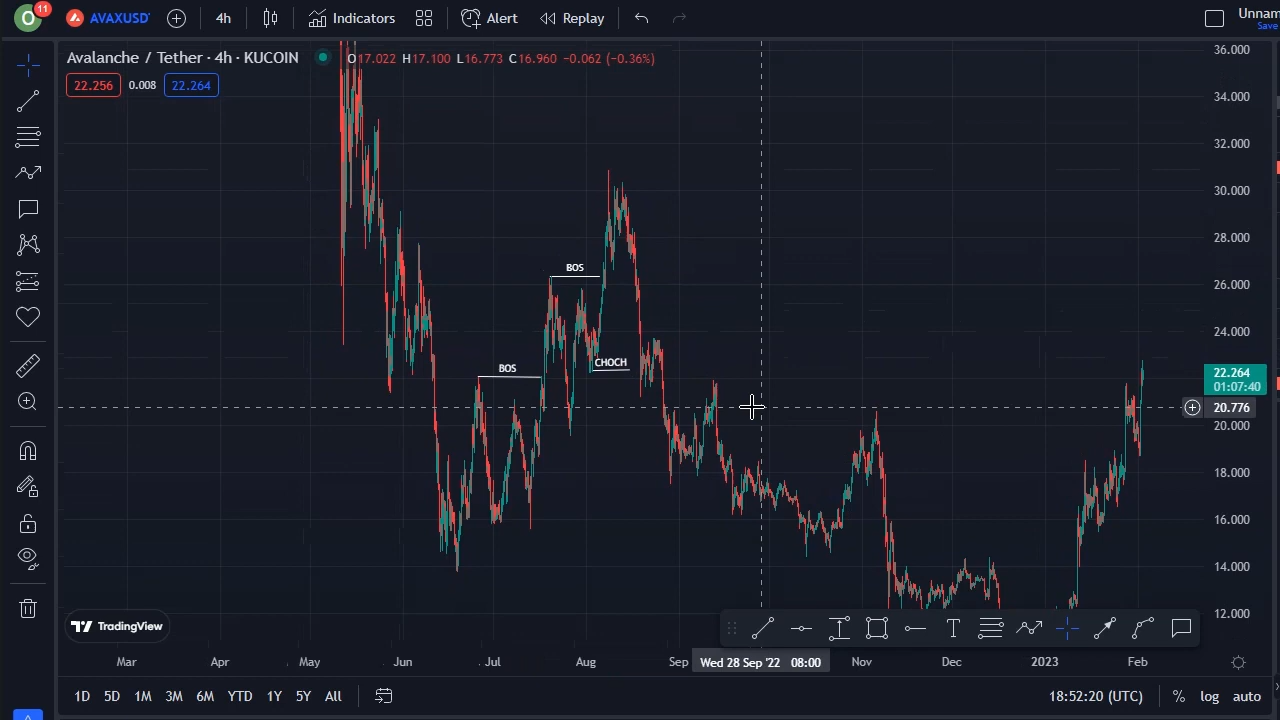 O 11 AVAXUSD 4h Indicators Alert Replay Unnam
Save
Avalanche / Tether · 4h · KUCOIN O17.022 H17.100 L16.773 C16.960 −0.062 (−0.36%)
22.256 0.008 22.264
36.000
34.000
32.000
30.000
28.000
BOS
26.000
24.000
CHOCH
BOS
22.264
01:07:40
20.776
20.000
18.000
16.000
14.000
12.000
TradingView
Mar Apr May Jun Jul Aug Sep Wed 28 Sep '22 08:00 Nov Dec 2023 Feb
1D 5D 1M 3M 6M YTD 1Y 5Y All 18:52:20 (UTC) % log auto